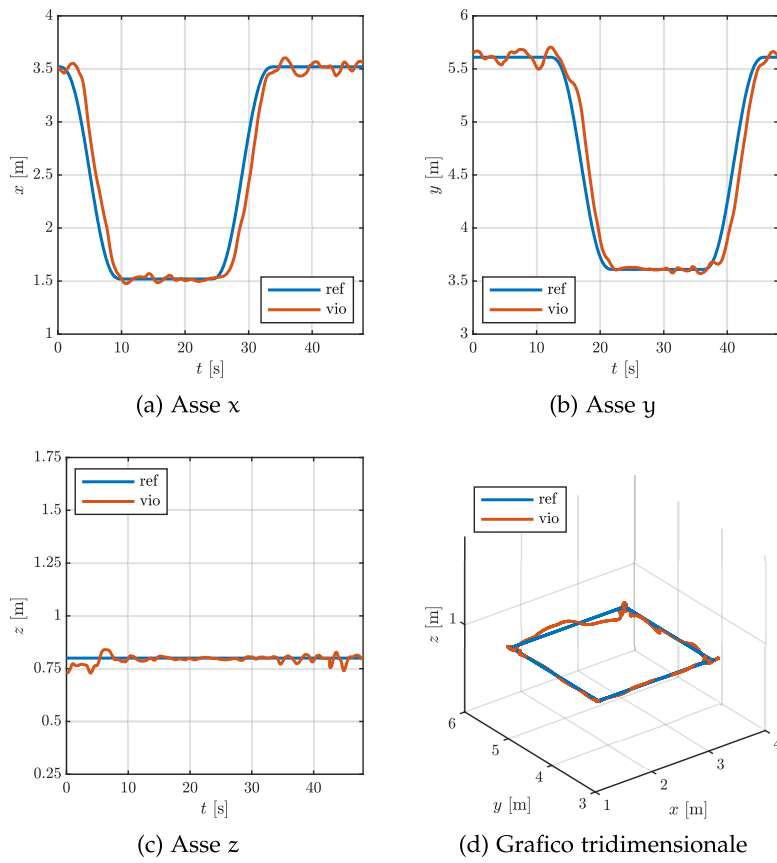 4
3.5
3
2.5
2
1.5
1
x [m]
0 10 20 30 40
t [s]
ref
vio
(a) Asse x
6
5.5
5
4.5
4
3.5
3
y [m]
0 10 20 30 40
t [s]
ref
vio
(b) Asse y
1.75
1.5
1.25
1
0.75
0.5
0.25
z [m]
0 10 20 30 40
t [s]
ref
vio
(c) Asse z
ref
vio
z [m]
1
6
5
4
3
y [m]
1
2
3
4
x [m]
(d) Grafico tridimensionale